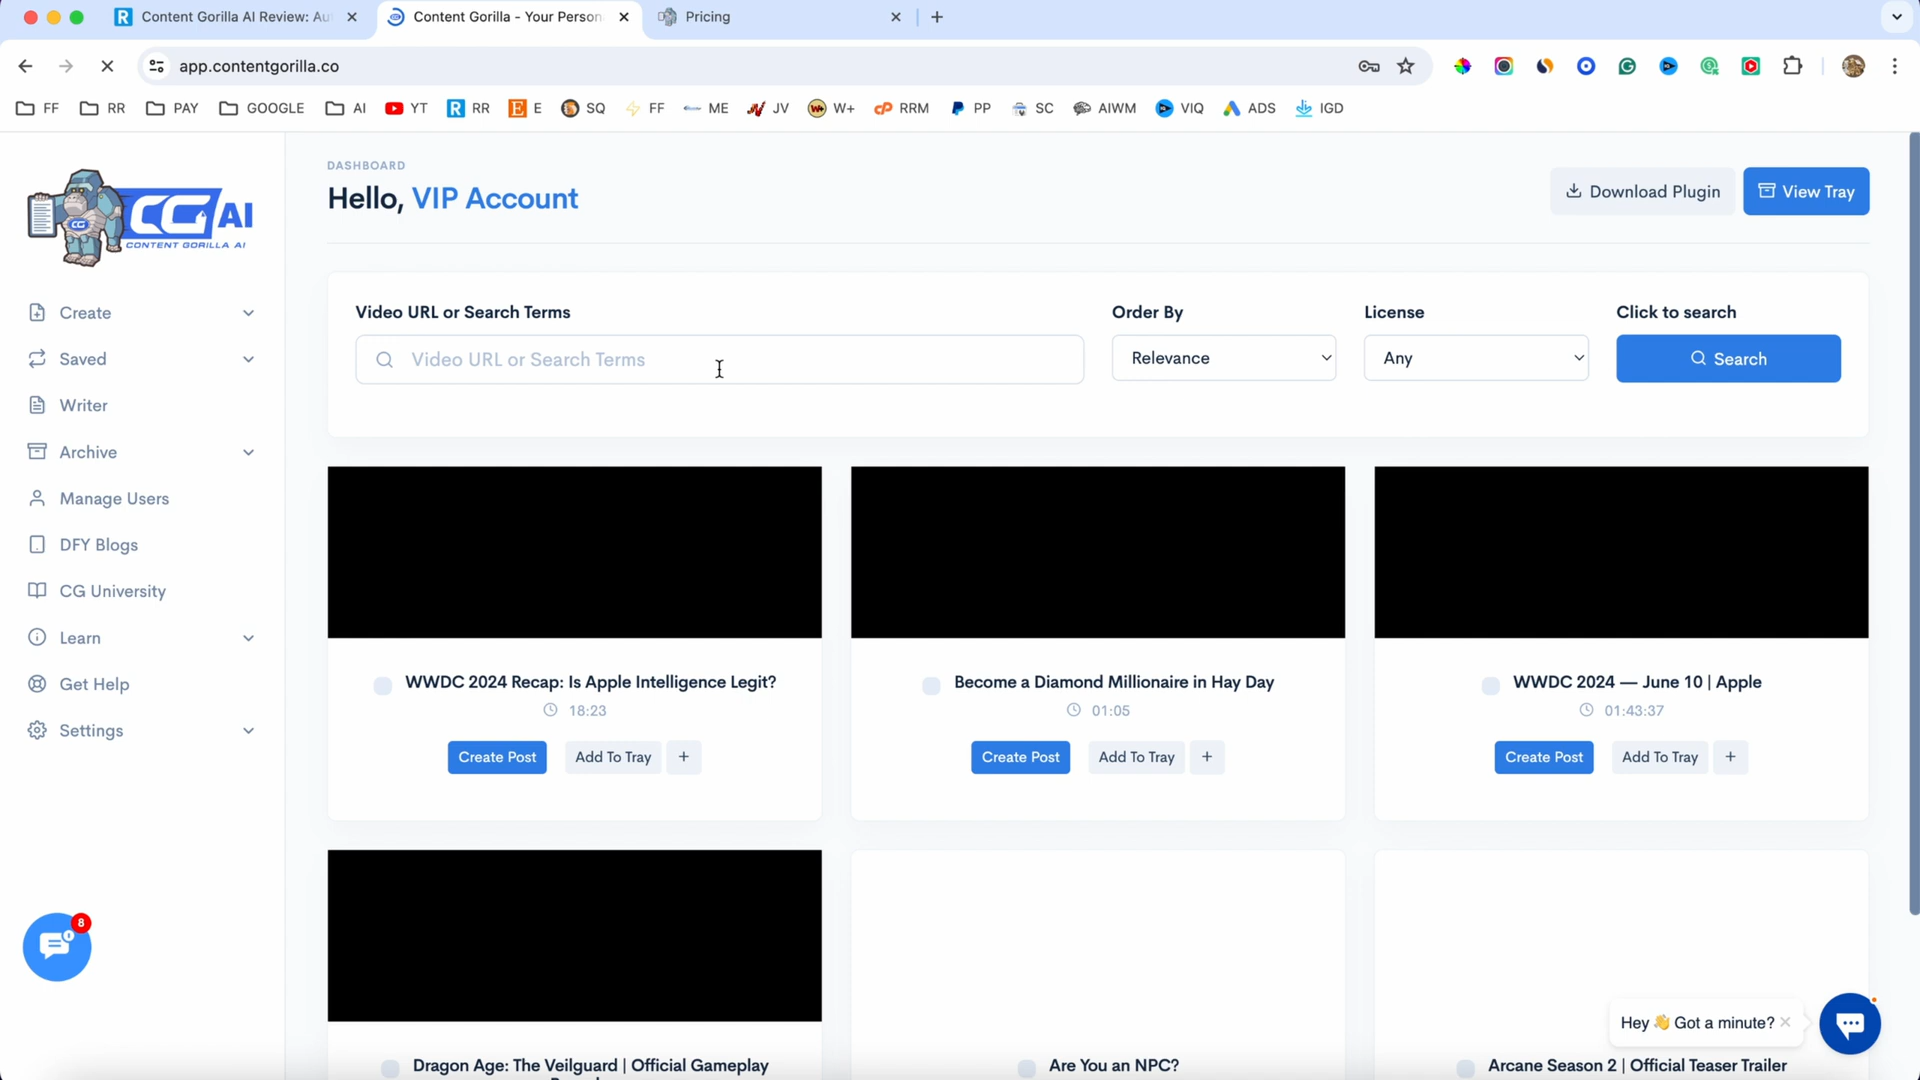 Content Gorilla AI Review: Au
Content Gorilla - Your Person
Pricing
app.contentgorilla.co
FF
RR
PAY
GOOGLE
AI
YT
RR
E
SQ
FF
ME
JV
W+
RRM
PP
SC
AIWM
VIQ
ADS
IGD
CG AI
CONTENT GORILLA AI
Create
Saved
Writer
Archive
Manage Users
DFY Blogs
CG University
Learn
Get Help
Settings
8
DASHBOARD
Hello, VIP Account
Download Plugin
View Tray
Video URL or Search Terms
Order By
License
Click to search
Video URL or Search Terms
Relevance
Any
Search
WWDC 2024 Recap: Is Apple Intelligence Legit?
18:23
Create Post
Add To Tray
+
Become a Diamond Millionaire in Hay Day
01:05
Create Post
Add To Tray
+
WWDC 2024 — June 10 | Apple
01:43:37
Create Post
Add To Tray
+
Dragon Age: The Veilguard | Official Gameplay
Are You an NPC?
Arcane Season 2 | Official Teaser Trailer
Hey 👋 Got a minute?